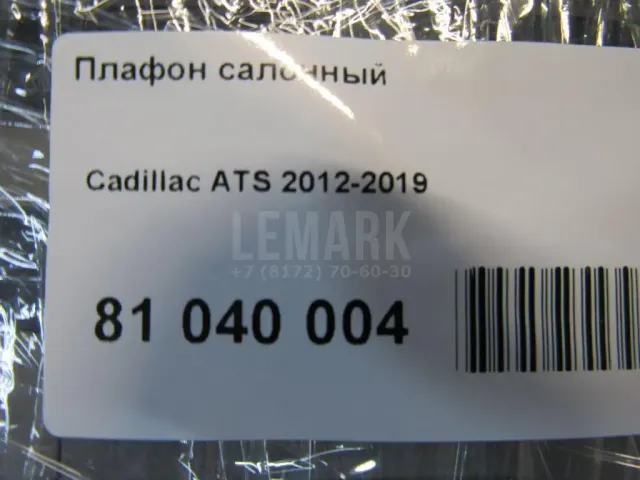 Плафон салонный
Cadillac ATS 2012-2019
LEMARK
+7 (8172) 70-60-30
81 040 004